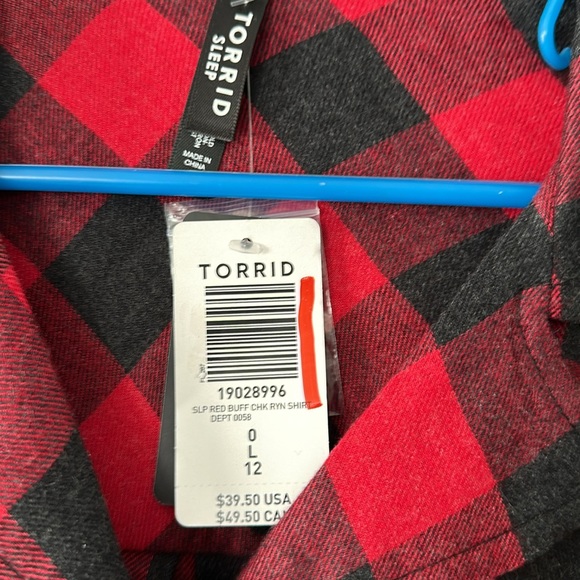 TORRID
SLEEP
MADE IN
CHINA
TORRID
19028996
SLP RED BUFF CHK RYN SHIRT
DEPT 0058
0
L
12
$39.50 USA
$49.50 CAN